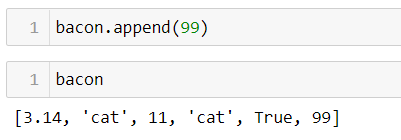 1 bacon.append(99)
1 bacon
[3.14, 'cat', 11, 'cat', True, 99]